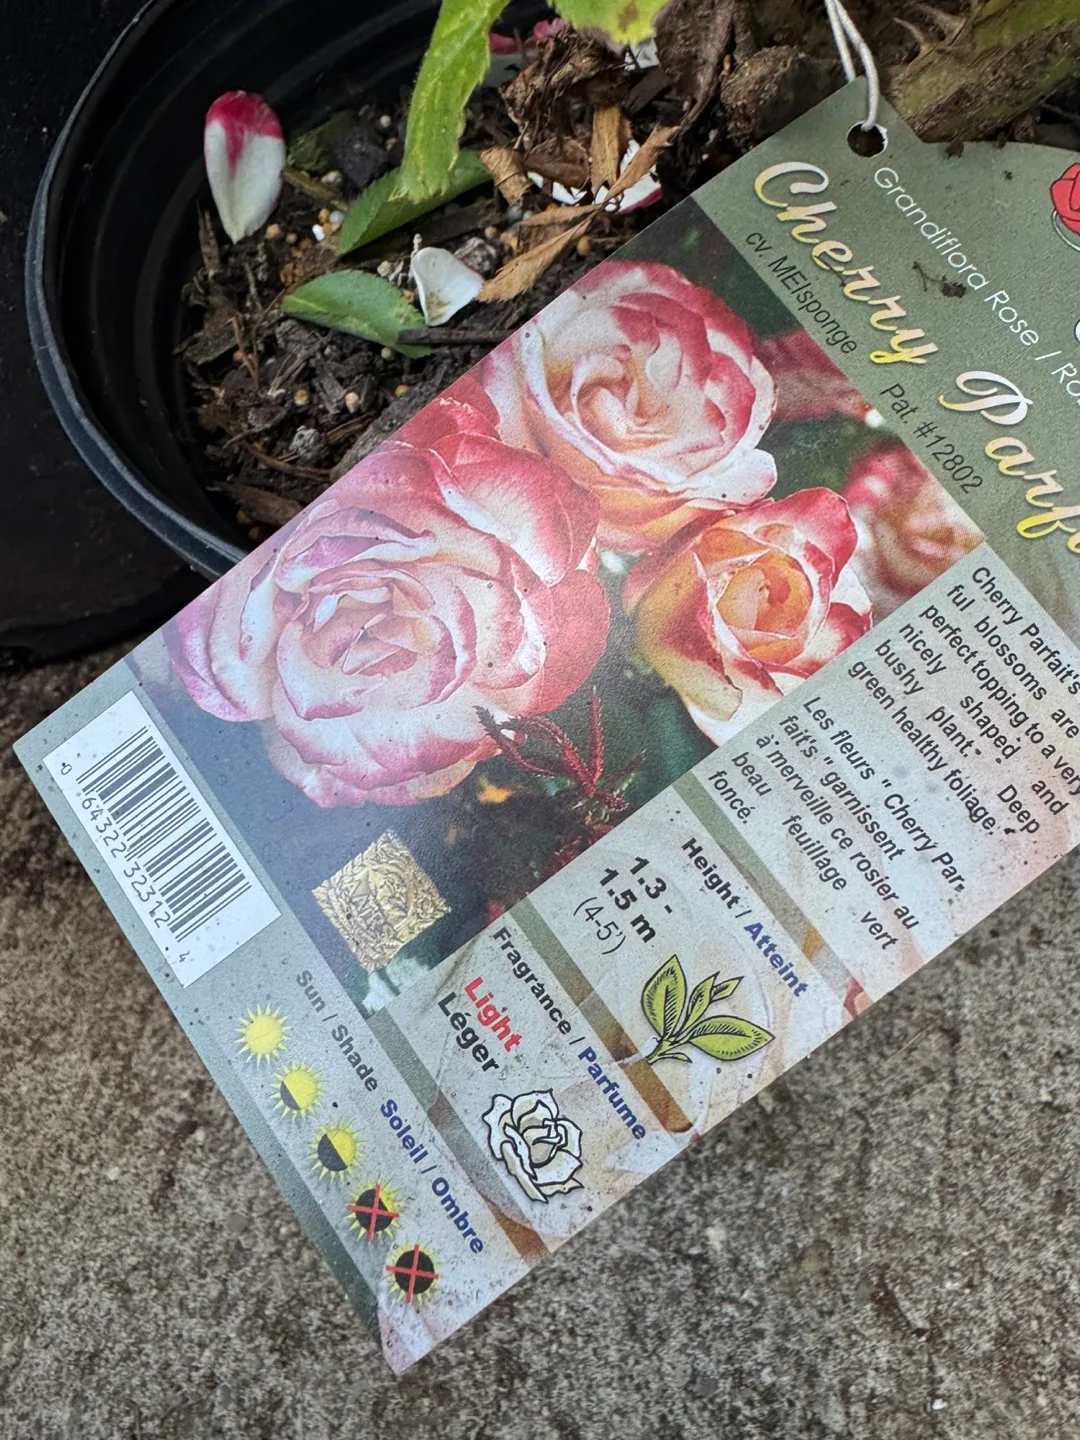 Grandiflora Rose / Ro
Cherry Parf
cv. MEIsponge
Pat. #12802
Cherry Parfait's
ful blossoms are
perfect topping to a very
nicely shaped and
bushy plant. Deep
green healthy foliage.
Les fleurs "Cherry Par-
fait's" garnissent
à merveille ce rosier au
beau feuillage vert
foncé.
Height / Atteint
1.3 -
1.5 m
(4-5')
Fragrance / Parfume
Light
Léger
Sun / Shade Soleil / Ombre
0 64322 32312 4